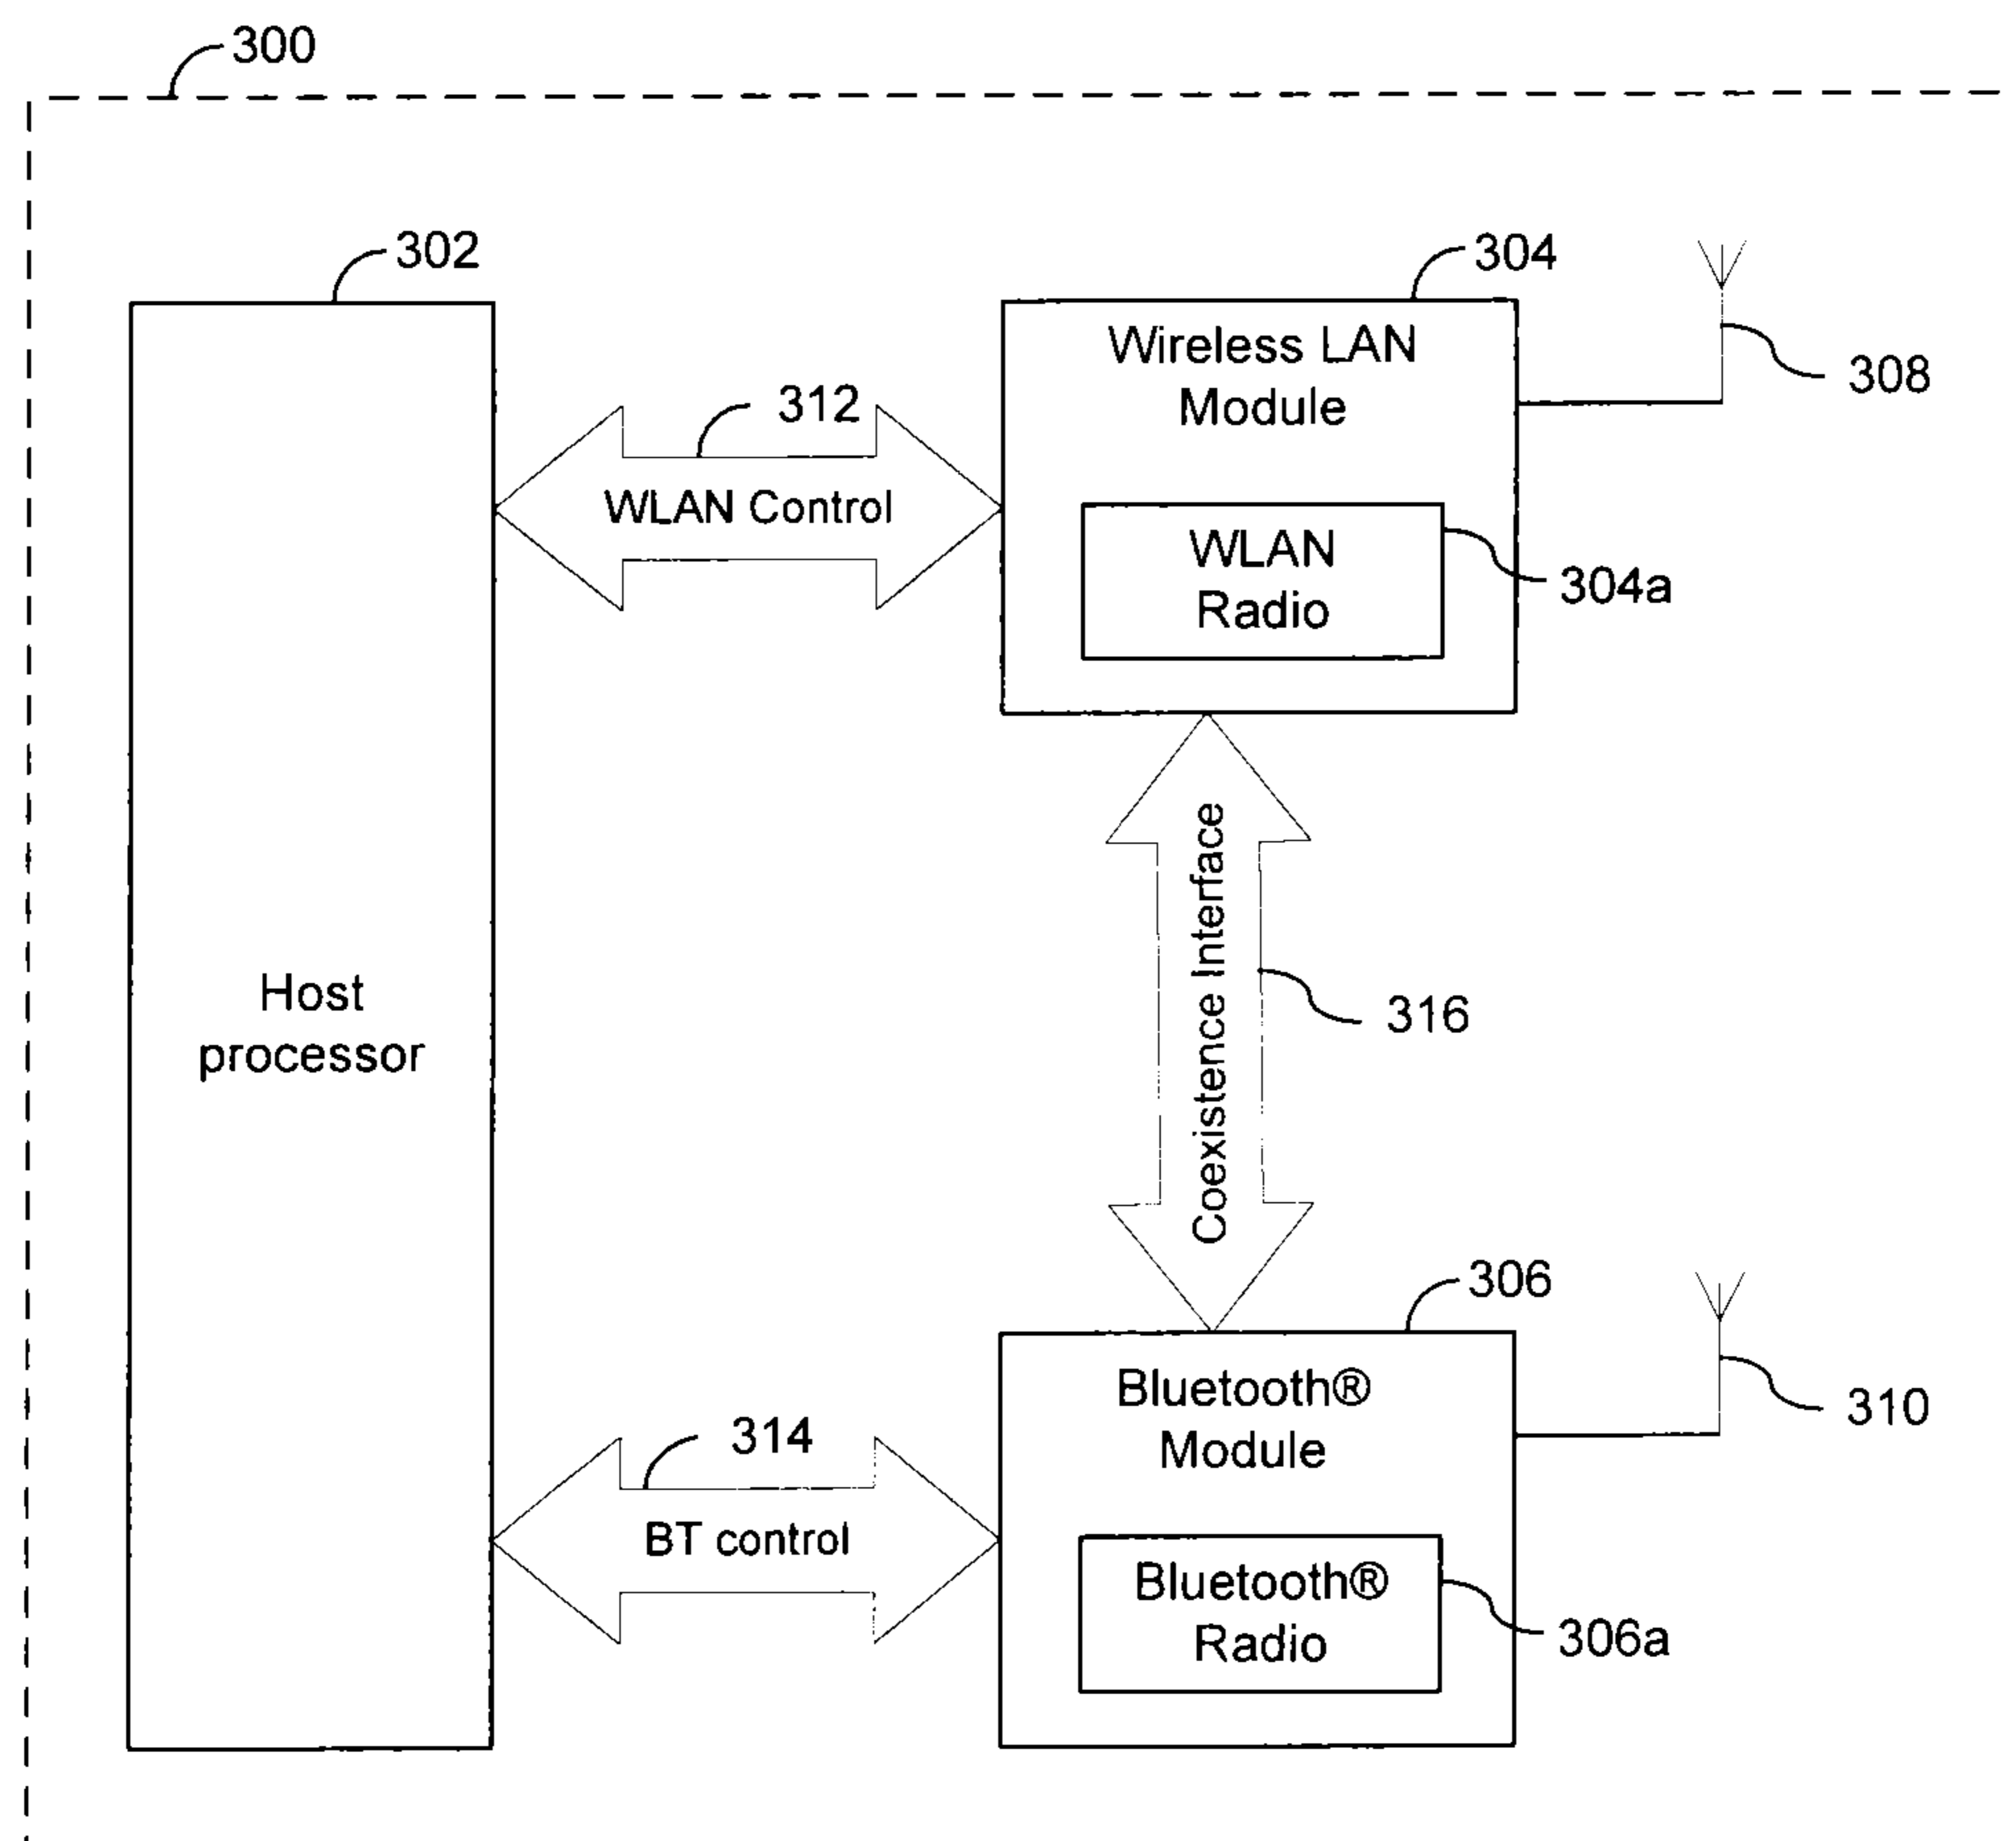 300
302
304
Wireless LAN
Module
308
312
WLAN Control
WLAN
Radio
304a
Coexistence Interface
316
Host
processor
306
Bluetooth®
Module
310
314
BT control
Bluetooth®
Radio
306a